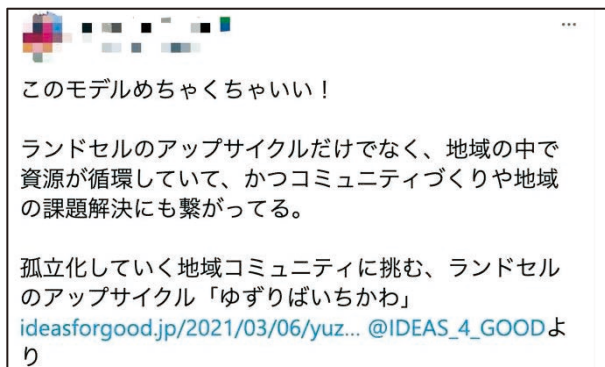 このモデルめちゃくちゃいい！
ランドセルのアップサイクルだけでなく、地域の中で
資源が循環していて、かつコミュニティづくりや地域
の課題解決にも繋がってる。
孤立化していく地域コミュニティに挑む、ランドセル
のアップサイクル「ゆずりばいちかわ」
ideasforgood.jp/2021/03/06/yuz... @IDEAS_4_GOODよ
り